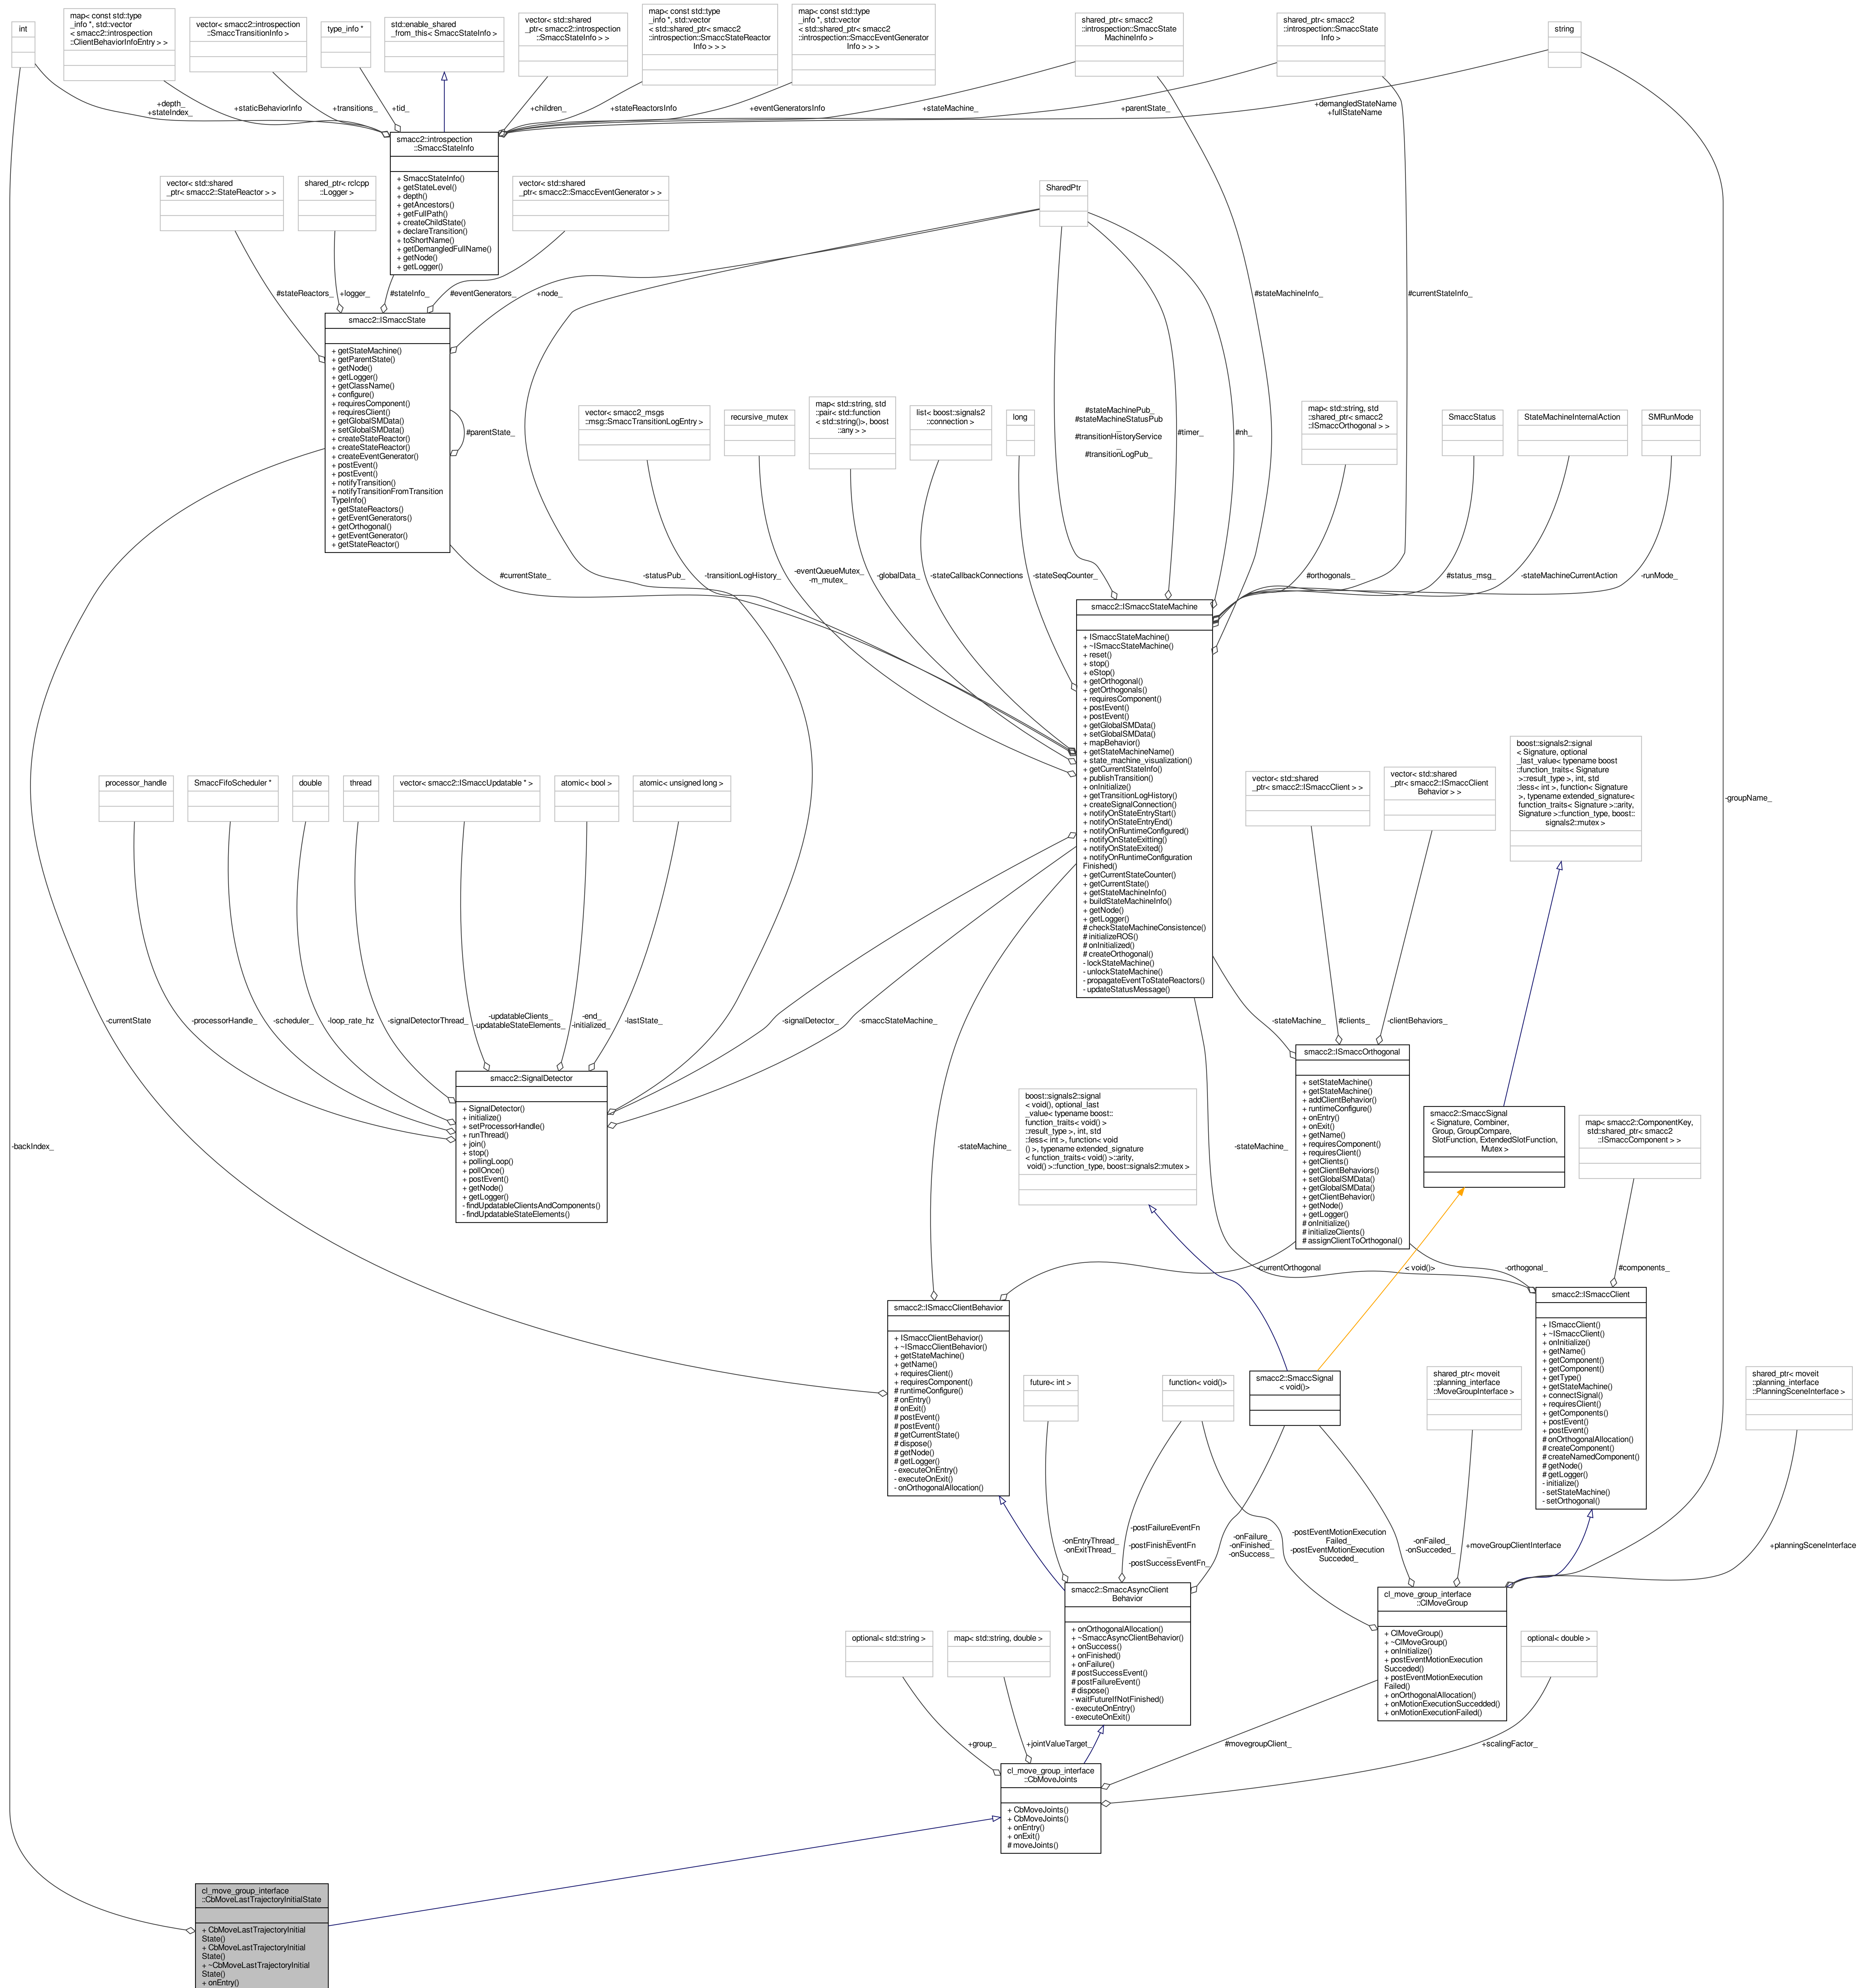 int
map< const std::type
_info *, std::vector
< smacc2::introspection
::ClientBehaviorInfoEntry > >
vector< smacc2::introspection
::SmaccTransitionInfo >
type_info *
std::enable_shared
_from_this< SmaccStateInfo >
vector< std::shared
_ptr< smacc2::introspection
::SmaccStateInfo > >
map< const std::type
_info *, std::vector
< std::shared_ptr< smacc2
::introspection::SmaccStateReactor
Info > > >
map< const std::type
_info *, std::vector
< std::shared_ptr< smacc2
::introspection::SmaccEventGenerator
Info > > >
shared_ptr< smacc2
::introspection::SmaccState
MachineInfo >
shared_ptr< smacc2
::introspection::SmaccState
Info >
string
+depth_
+stateIndex_
+staticBehaviorInfo
+transitions_
+tid_
+children_
+stateReactorsInfo
+eventGeneratorsInfo
+stateMachine_
+parentState_
+demangledStateName
+fullStateName
smacc2::introspection
::SmaccStateInfo
+ SmaccStateInfo()
+ getStateLevel()
+ depth()
+ getAncestors()
+ getFullPath()
+ createChildState()
+ declareTransition()
+ toShortName()
+ getDemangledFullName()
+ getNode()
+ getLogger()
vector< std::shared
_ptr< smacc2::StateReactor > >
shared_ptr< rclcpp
::Logger >
vector< std::shared
_ptr< smacc2::SmaccEventGenerator > >
SharedPtr
#stateReactors_
+logger_
#stateInfo_
#eventGenerators_
+node_
#stateMachineInfo_
#currentStateInfo_
smacc2::ISmaccState
+ getStateMachine()
+ getParentState()
+ getNode()
+ getLogger()
+ getClassName()
+ configure()
+ requiresComponent()
+ requiresClient()
+ getGlobalSMData()
+ setGlobalSMData()
+ createStateReactor()
+ createStateReactor()
+ createEventGenerator()
+ postEvent()
+ postEvent()
+ notifyTransition()
+ notifyTransitionFromTransition
TypeInfo()
+ getStateReactors()
+ getEventGenerators()
+ getOrthogonal()
+ getEventGenerator()
+ getStateReactor()
#parentState_
vector< smacc2_msgs
::msg::SmaccTransitionLogEntry >
recursive_mutex
map< std::string, std
::pair< std::function
< std::string()>, boost
::any > >
list< boost::signals2
::connection >
long
#stateMachinePub_
#stateMachineStatusPub
_
#transitionHistoryService
_
#transitionLogPub_
#timer_
#nh_
map< std::string, std
::shared_ptr< smacc2
::ISmaccOrthogonal > >
SmaccStatus
StateMachineInternalAction
SMRunMode
#currentState_
-statusPub_
-transitionLogHistory_
-eventQueueMutex_
-m_mutex_
-globalData_
-stateCallbackConnections
-stateSeqCounter_
#orthogonals_
#status_msg_
-stateMachineCurrentAction
-runMode_
smacc2::ISmaccStateMachine
+ ISmaccStateMachine()
+ ~ISmaccStateMachine()
+ reset()
+ stop()
+ eStop()
+ getOrthogonal()
+ getOrthogonals()
+ requiresComponent()
+ postEvent()
+ postEvent()
+ getGlobalSMData()
+ setGlobalSMData()
+ mapBehavior()
+ getStateMachineName()
+ state_machine_visualization()
+ getCurrentStateInfo()
+ publishTransition()
+ onInitialize()
+ getTransitionLogHistory()
+ createSignalConnection()
+ notifyOnStateEntryStart()
+ notifyOnStateEntryEnd()
+ notifyOnRuntimeConfigured()
+ notifyOnStateExitting()
+ notifyOnStateExited()
+ notifyOnRuntimeConfiguration
Finished()
+ getCurrentStateCounter()
+ getCurrentState()
+ getStateMachineInfo()
+ buildStateMachineInfo()
+ getNode()
+ getLogger()
# checkStateMachineConsistence()
# initializeROS()
# onInitialized()
# createOrthogonal()
- lockStateMachine()
- unlockStateMachine()
- propagateEventToStateReactors()
- updateStatusMessage()
processor_handle
SmaccFifoScheduler *
double
thread
vector< smacc2::ISmaccUpdatable * >
atomic< bool >
atomic< unsigned long >
vector< std::shared
_ptr< smacc2::ISmaccClient > >
vector< std::shared
_ptr< smacc2::ISmaccClient
Behavior > >
boost::signals2::signal
< Signature, optional
_last_value< typename boost
::function_traits< Signature
>::result_type >, int, std
::less< int >, function< Signature
>, typename extended_signature<
function_traits< Signature >::arity,
Signature >::function_type, boost::
signals2::mutex >
-groupName_
-currentState
-processorHandle_
-scheduler_
-loop_rate_hz
-signalDetectorThread_
-updatableClients_
-updatableStateElements_
-end_
-initialized_
-lastState_
-signalDetector_
-smaccStateMachine_
-stateMachine_
#clients_
-clientBehaviors_
smacc2::SignalDetector
+ SignalDetector()
+ initialize()
+ setProcessorHandle()
+ runThread()
+ join()
+ stop()
+ pollingLoop()
+ pollOnce()
+ postEvent()
+ getNode()
+ getLogger()
- findUpdatableClientsAndComponents()
- findUpdatableStateElements()
smacc2::ISmaccOrthogonal
+ setStateMachine()
+ getStateMachine()
+ addClientBehavior()
+ runtimeConfigure()
+ onEntry()
+ onExit()
+ getName()
+ requiresComponent()
+ requiresClient()
+ getClients()
+ getClientBehaviors()
+ setGlobalSMData()
+ getGlobalSMData()
+ getClientBehavior()
+ getNode()
+ getLogger()
# onInitialize()
# initializeClients()
# assignClientToOrthogonal()
boost::signals2::signal
< void(), optional_last
_value< typename boost::
function_traits< void() >
::result_type >, int, std
::less< int >, function< void
() >, typename extended_signature
< function_traits< void() >::arity,
void() >::function_type, boost::signals2::mutex >
smacc2::SmaccSignal
< Signature, Combiner,
Group, GroupCompare,
SlotFunction, ExtendedSlotFunction,
Mutex >
map< smacc2::ComponentKey,
std::shared_ptr< smacc2
::ISmaccComponent > >
-backIndex_
-stateMachine_
-stateMachine_
-currentOrthogonal
< void()>
-orthogonal_
#components_
smacc2::ISmaccClientBehavior
+ ISmaccClientBehavior()
+ ~ISmaccClientBehavior()
+ getStateMachine()
+ getName()
+ requiresClient()
+ requiresComponent()
# runtimeConfigure()
# onEntry()
# onExit()
# postEvent()
# postEvent()
# getCurrentState()
# dispose()
# getNode()
# getLogger()
- executeOnEntry()
- executeOnExit()
- onOrthogonalAllocation()
smacc2::ISmaccClient
+ ISmaccClient()
+ ~ISmaccClient()
+ onInitialize()
+ getName()
+ getComponent()
+ getComponent()
+ getType()
+ getStateMachine()
+ connectSignal()
+ requiresClient()
+ getComponents()
+ postEvent()
+ postEvent()
# onOrthogonalAllocation()
# createComponent()
# createNamedComponent()
# getNode()
# getLogger()
- initialize()
- setStateMachine()
- setOrthogonal()
future< int >
function< void()>
smacc2::SmaccSignal
< void()>
shared_ptr< moveit
::planning_interface
::MoveGroupInterface >
shared_ptr< moveit
::planning_interface
::PlanningSceneInterface >
-onEntryThread_
-onExitThread_
-postFailureEventFn
_
-postFinishEventFn
_
-postSuccessEventFn_
-onFailure_
-onFinished_
-onSuccess_
-postEventMotionExecution
Failed_
-postEventMotionExecution
Succeded_
-onFailed_
-onSucceded_
+moveGroupClientInterface
+planningSceneInterface
smacc2::SmaccAsyncClient
Behavior
+ onOrthogonalAllocation()
+ ~SmaccAsyncClientBehavior()
+ onSuccess()
+ onFinished()
+ onFailure()
# postSuccessEvent()
# postFailureEvent()
# dispose()
- waitFutureIfNotFinished()
- executeOnEntry()
- executeOnExit()
cl_move_group_interface
::ClMoveGroup
+ ClMoveGroup()
+ ~ClMoveGroup()
+ onInitialize()
+ postEventMotionExecution
Succeded()
+ postEventMotionExecution
Failed()
+ onOrthogonalAllocation()
+ onMotionExecutionSuccedded()
+ onMotionExecutionFailed()
optional< std::string >
map< std::string, double >
optional< double >
+group_
+jointValueTarget_
#movegroupClient_
+scalingFactor_
cl_move_group_interface
::CbMoveJoints
+ CbMoveJoints()
+ CbMoveJoints()
+ onEntry()
+ onExit()
# moveJoints()
cl_move_group_interface
::CbMoveLastTrajectoryInitialState
+ CbMoveLastTrajectoryInitial
State()
+ CbMoveLastTrajectoryInitial
State()
+ ~CbMoveLastTrajectoryInitial
State()
+ onEntry()